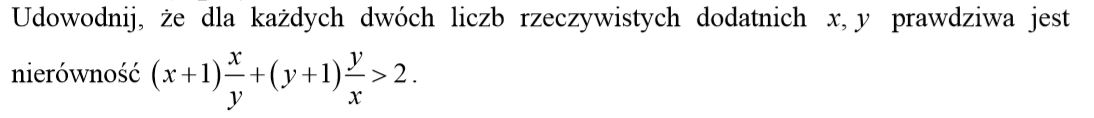 Udowodnij, że dla każdych dwóch liczb rzeczywistych dodatnich x, y prawdziwa jest
nierówność (x+1)x/y+(y+1)y/x>2.